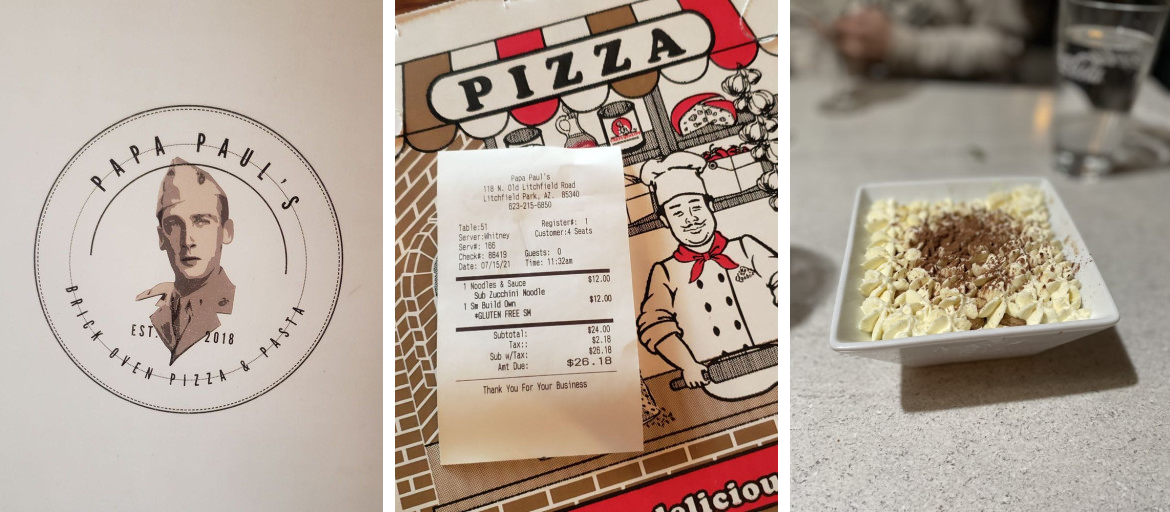 PAPA PAUL'S
EST. 2018
BRICK OVEN PIZZA & PASTA
PIZZA
Papa Paul's
118 N. Old Litchfield Road
Litchfield Park, AZ. 85340
623-215-6850
Table:51 Register#: 1
Server:Whitney Customer:4 Seats
Serv#: 166
Check#: 88419 Guests: 0
Date: 07/15/21 Time: 11:32am
1 Noodles & Sauce $12.00
Sub Zucchini Noodle
1 Sm Build Own $12.00
*GLUTEN FREE SM
Subtotal: $24.00
Tax:: $2.18
Sub w/Tax: $26.18
Amt Due: $26.18
Thank You For Your Business
deliciou